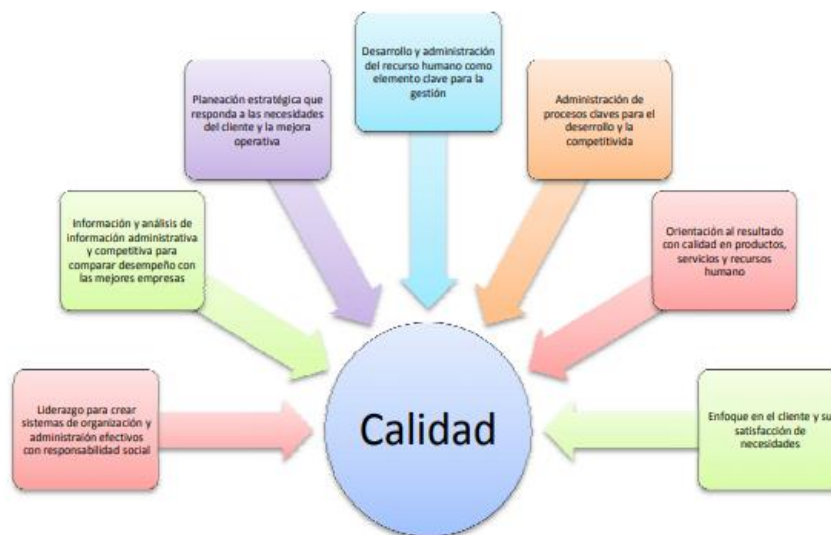 Desarrollo y administración
del recurso humano como
elemento clave para la
gestión
Planeación estratégica que
responda a las necesidades
del cliente y la mejora
operativa
Administración de
procesos claves para el
desarrollo y la
competitivida
Información y análisis de
información administrativa
y competitiva para
comparar desempeño con
las mejores empresas
Orientación al resultado
con calidad en productos,
servicios y recursos
humano
Liderazgo para crear
sistemas de organización y
administraión efectivos
con responsabilidad social
Calidad
Enfoque en el cliente y su
satisfacción de
necesidades